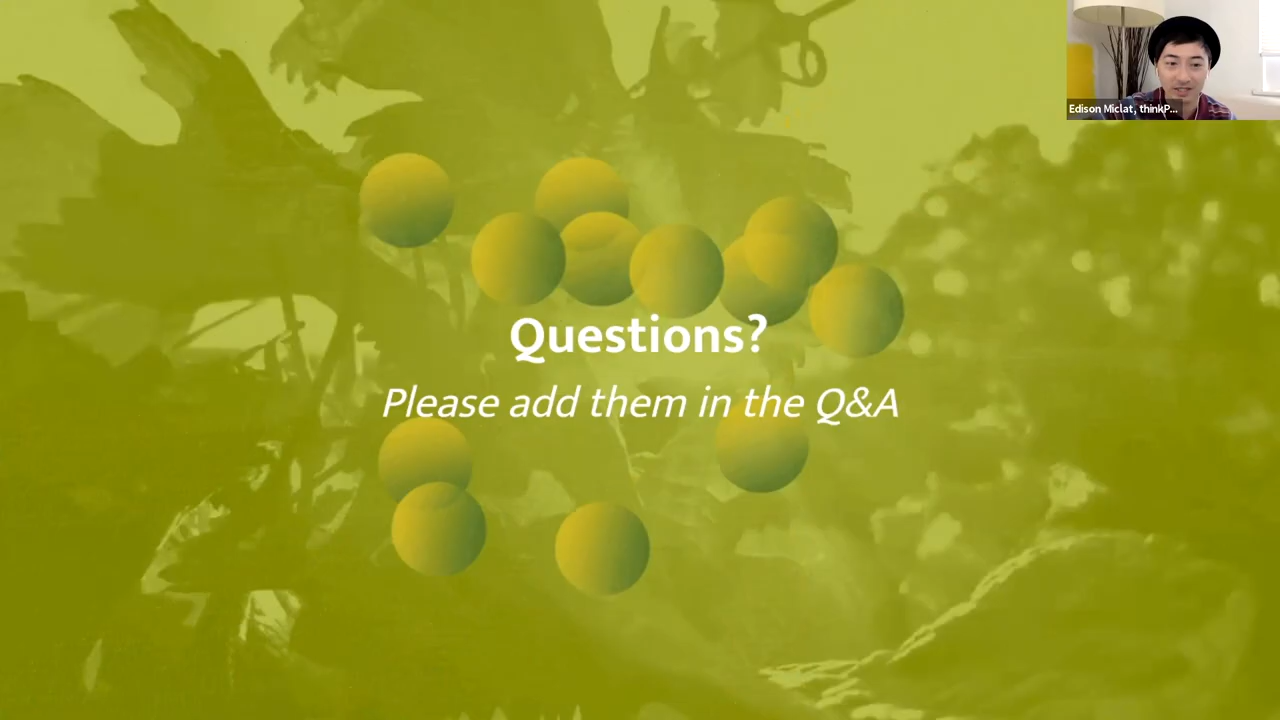 Edison Miclat, thinkP...
Questions?
Please add them in the Q&A